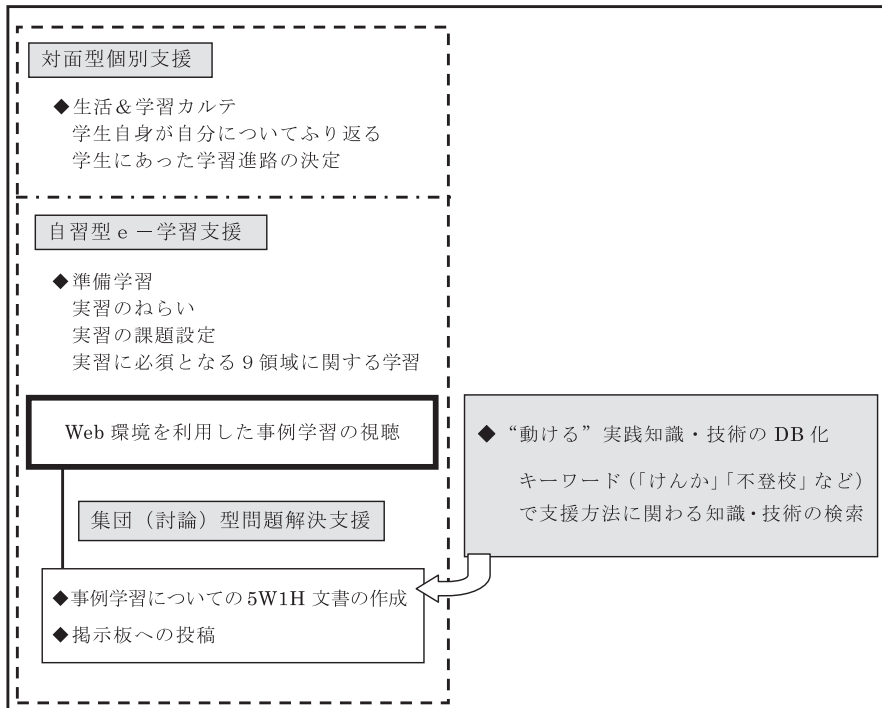 対面型個別支援
◆生活&学習カルテ
学生自身が自分についてふり返る
学生にあった学習進路の決定
自習型e－学習支援
◆準備学習
実習のねらい
実習の課題設定
実習に必須となる9領域に関する学習
Web環境を利用した事例学習の視聴
集団（討論）型問題解決支援
◆事例学習についての5W1H文書の作成
◆掲示板への投稿
◆ “動ける”実践知識・技術のDB化
キーワード（「けんか」「不登校」など）
で支援方法に関わる知識・技術の検索